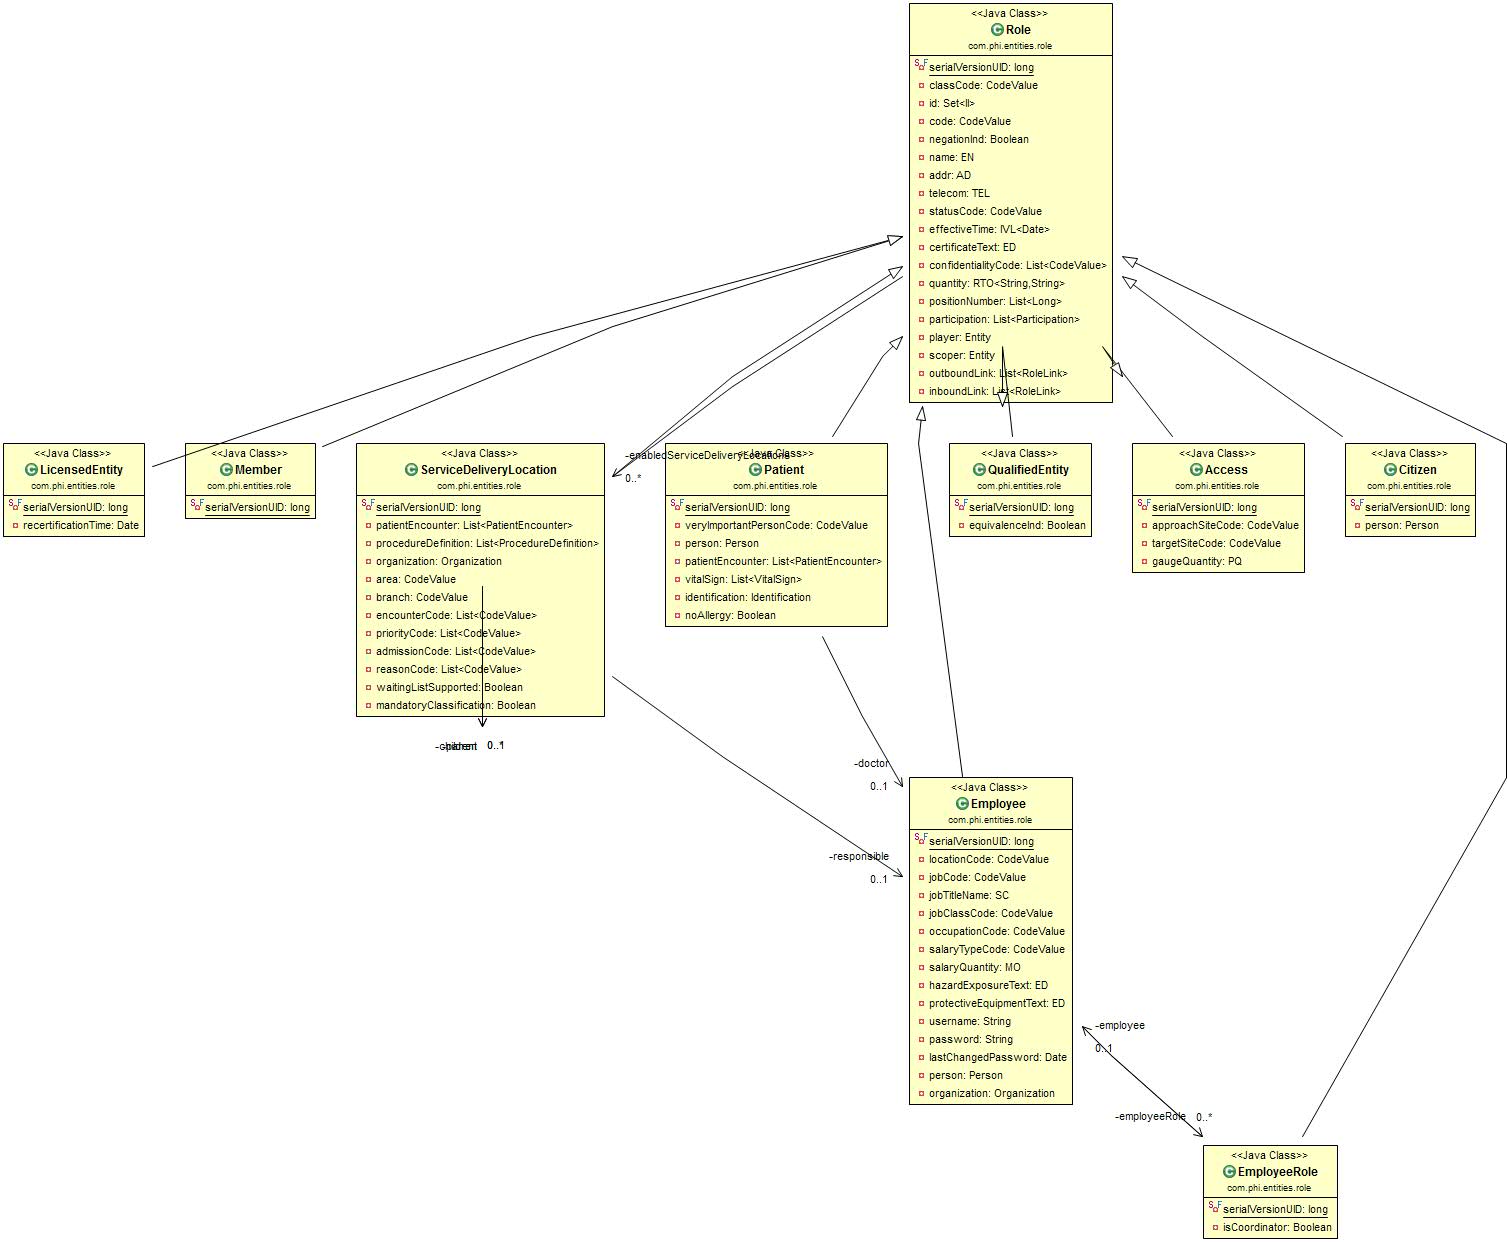 <<Java Class>>
Role
com.phi.entities.role
serialVersionUID: long
classCode: CodeValue
id: Set<II>
code: CodeValue
negationInd: Boolean
name: EN
addr: AD
telecom: TEL
statusCode: CodeValue
effectiveTime: IVL<Date>
certificateText: ED
confidentialityCode: List<CodeValue>
quantity: RTO<String,String>
positionNumber: List<Long>
participation: List<Participation>
player: Entity
scoper: Entity
outboundLink: List<RoleLink>
inboundLink: List<RoleLink>
<<Java Class>>
LicensedEntity
com.phi.entities.role
serialVersionUID: long
recertificationTime: Date
<<Java Class>>
Member
com.phi.entities.role
serialVersionUID: long
<<Java Class>>
ServiceDeliveryLocation
com.phi.entities.role
serialVersionUID: long
patientEncounter: List<PatientEncounter>
procedureDefinition: List<ProcedureDefinition>
organization: Organization
area: CodeValue
branch: CodeValue
encounterCode: List<CodeValue>
priorityCode: List<CodeValue>
admissionCode: List<CodeValue>
reasonCode: List<CodeValue>
waitingListSupported: Boolean
mandatoryClassification: Boolean
0..1
-enabledServiceDeliveryLocations
0..*
<<Java Class>>
Patient
com.phi.entities.role
serialVersionUID: long
veryImportantPersonCode: CodeValue
person: Person
patientEncounter: List<PatientEncounter>
vitalSign: List<VitalSign>
identification: Identification
noAllergy: Boolean
<<Java Class>>
QualifiedEntity
com.phi.entities.role
serialVersionUID: long
equivalenceInd: Boolean
<<Java Class>>
Access
com.phi.entities.role
serialVersionUID: long
approachSiteCode: CodeValue
targetSiteCode: CodeValue
gaugeQuantity: PQ
<<Java Class>>
Citizen
com.phi.entities.role
serialVersionUID: long
person: Person
-doctor
0..1
-responsible
0..1
<<Java Class>>
Employee
com.phi.entities.role
serialVersionUID: long
locationCode: CodeValue
jobCode: CodeValue
jobTitleName: SC
jobClassCode: CodeValue
occupationCode: CodeValue
salaryTypeCode: CodeValue
salaryQuantity: MO
hazardExposureText: ED
protectiveEquipmentText: ED
username: String
password: String
lastChangedPassword: Date
person: Person
organization: Organization
-employee
0..1
-employeeRole 0..*
<<Java Class>>
EmployeeRole
com.phi.entities.role
serialVersionUID: long
isCoordinator: Boolean